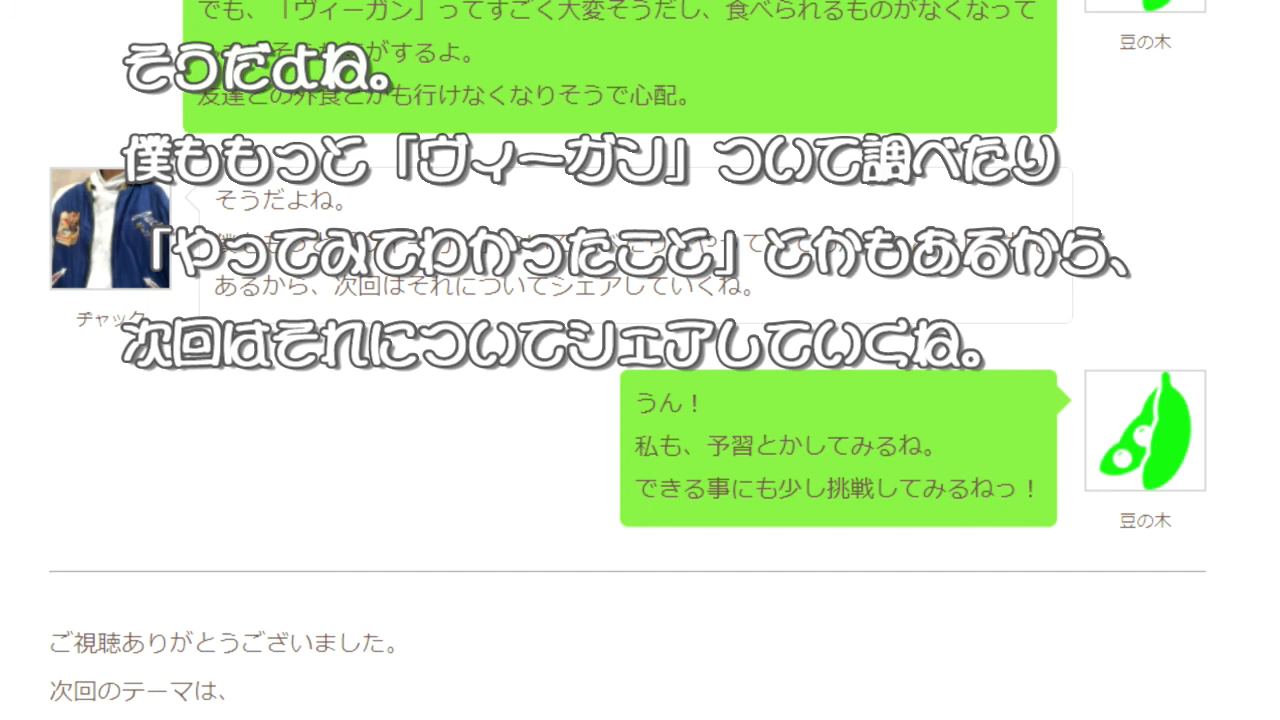 でも、「ヴィーガン」ってすごく大変そうだし、食べられるものがなくなって
がするよ。
友達との外食とかも行けなくなりそうで心配。
豆の木
そうだよね。
僕ももっと「ヴィーガン」ついて調べたり
「やってみてわかったこと」とかもあるから、
次回はそれについてシェアしていくね。
そうだよね。
あるから、次回はそれについてシェアしていくね。
チャック
うん！
私も、予習とかしてみるね。
できる事にも少し挑戦してみるねっ！
豆の木
ご視聴ありがとうございました。
次回のテーマは、